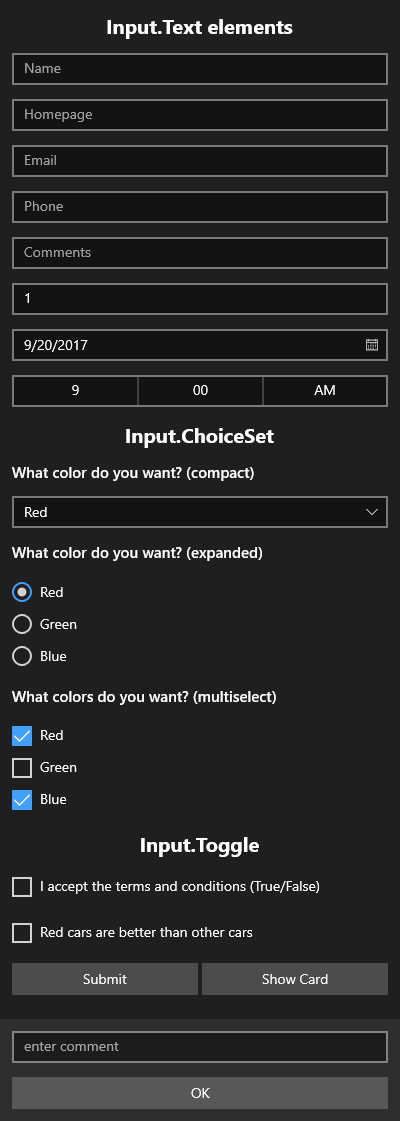 Input.Text elements
Name
Homepage
Email
Phone
Comments
1
9/20/2017
9 00 AM
Input.ChoiceSet
What color do you want? (compact)
Red
What color do you want? (expanded)
Red
Green
Blue
What colors do you want? (multiselect)
Red
Green
Blue
Input.Toggle
I accept the terms and conditions (True/False)
Red cars are better than other cars
Submit Show Card
enter comment
OK